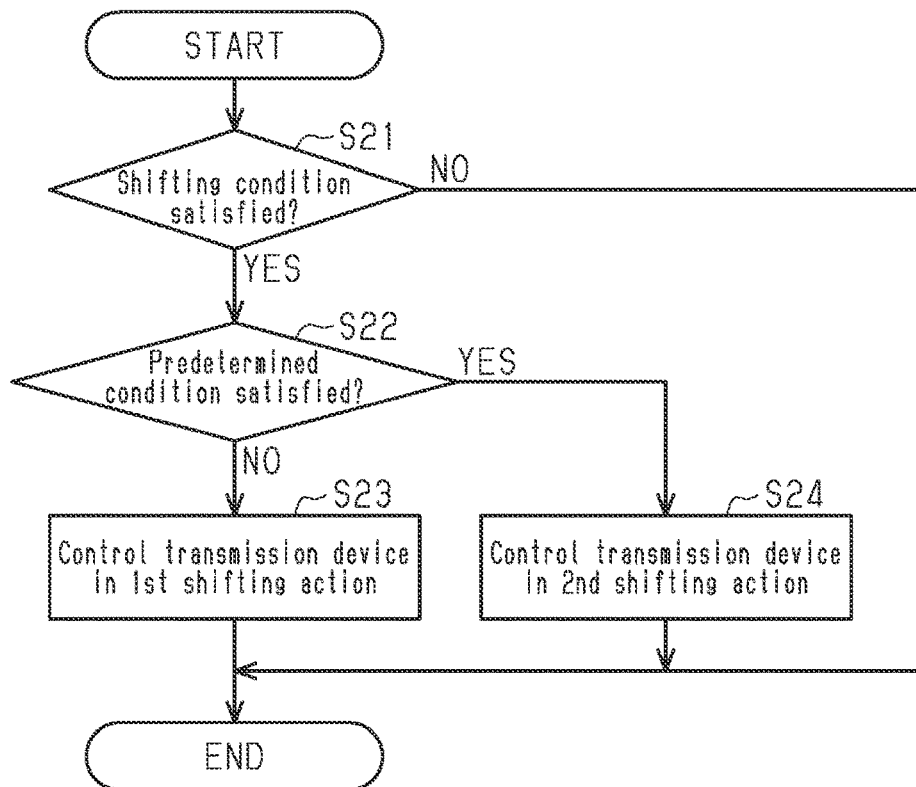 START
S21
Shifting condition
satisfied?
NO
YES
S22
Predetermined
condition satisfied?
YES
NO
S23
Control transmission device
in 1st shifting action
S24
Control transmission device
in 2nd shifting action
END